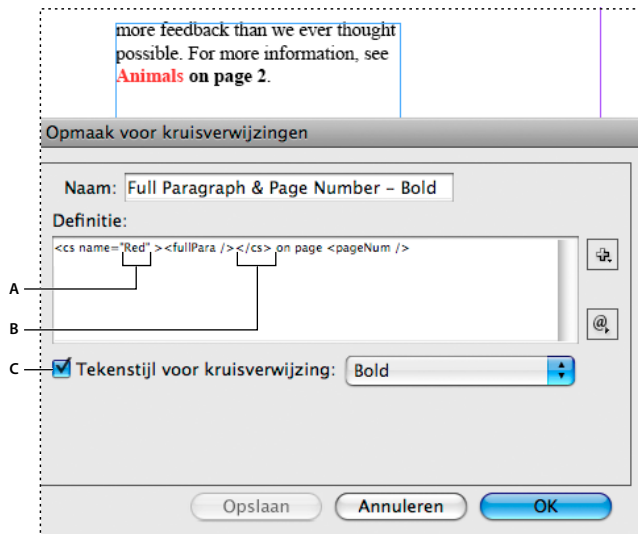 more feedback than we ever thought
possible. For more information, see
Animals on page 2.
Opmaak voor kruisverwijzingen
Naam: Full Paragraph & Page Number – Bold
Definitie:
<cs name="Red" ><fullPara /></cs> on page <pageNum />
A
B
C
Tekenstijl voor kruisverwijzing: Bold
Opslaan Annuleren OK